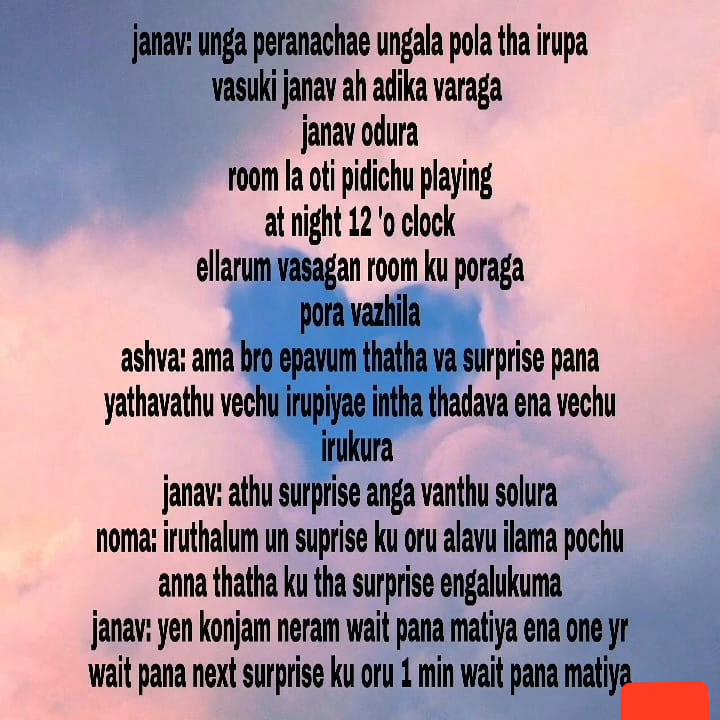 janav: unga peranachae ungala pola tha irupa
vasuki janav ah adika varaga
janav odura
room la oti pidichu playing
at night 12 'o clock
ellarum vasagan room ku poraga
pora vazhila
ashva: ama bro epavum thatha va surprise pana
yathavathu vechu irupiyae intha thadava ena vechu
irukura
janav: athu surprise anga vanthu solura
noma: iruthalum un suprise ku oru alavu ilama pochu
anna thatha ku tha surprise engalukuma
janav: yen konjam neram wait pana matiya ena one yr
wait pana next surprise ku oru 1 min wait pana matiya